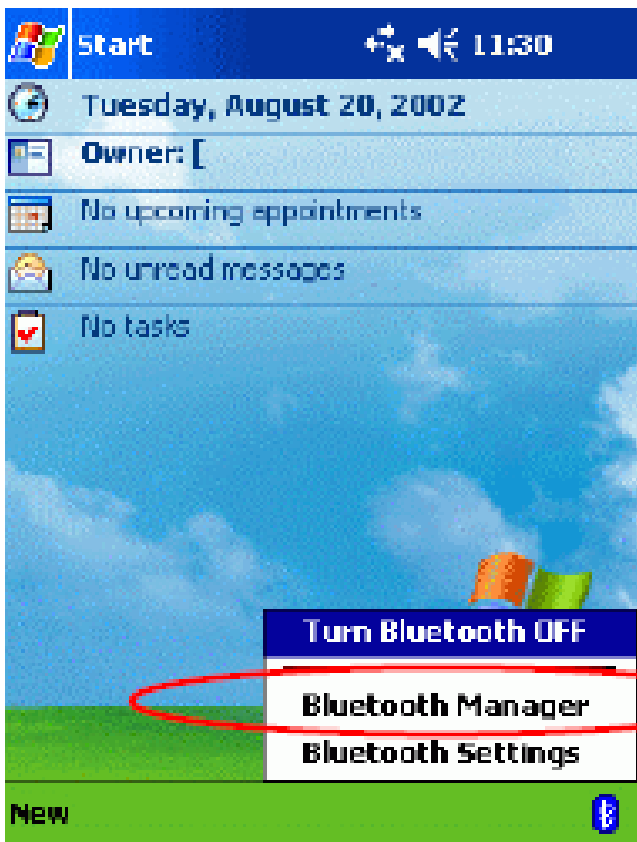 Start 11:30
Tuesday, August 20, 2002
Owner: [
No upcoming appointments
No unread messages
No tasks
Turn Bluetooth OFF
Bluetooth Manager
Bluetooth Settings
New